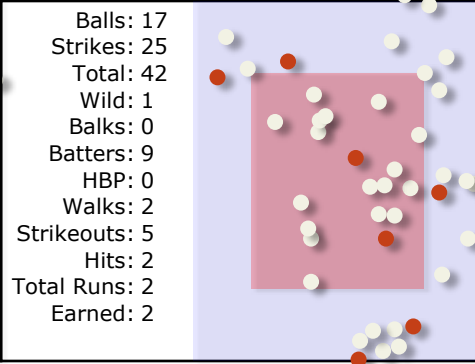 Balls: 17
Strikes: 25
Total: 42
Wild: 1
Balks: 0
Batters: 9
HBP: 0
Walks: 2
Strikeouts: 5
Hits: 2
Total Runs: 2
Earned: 2